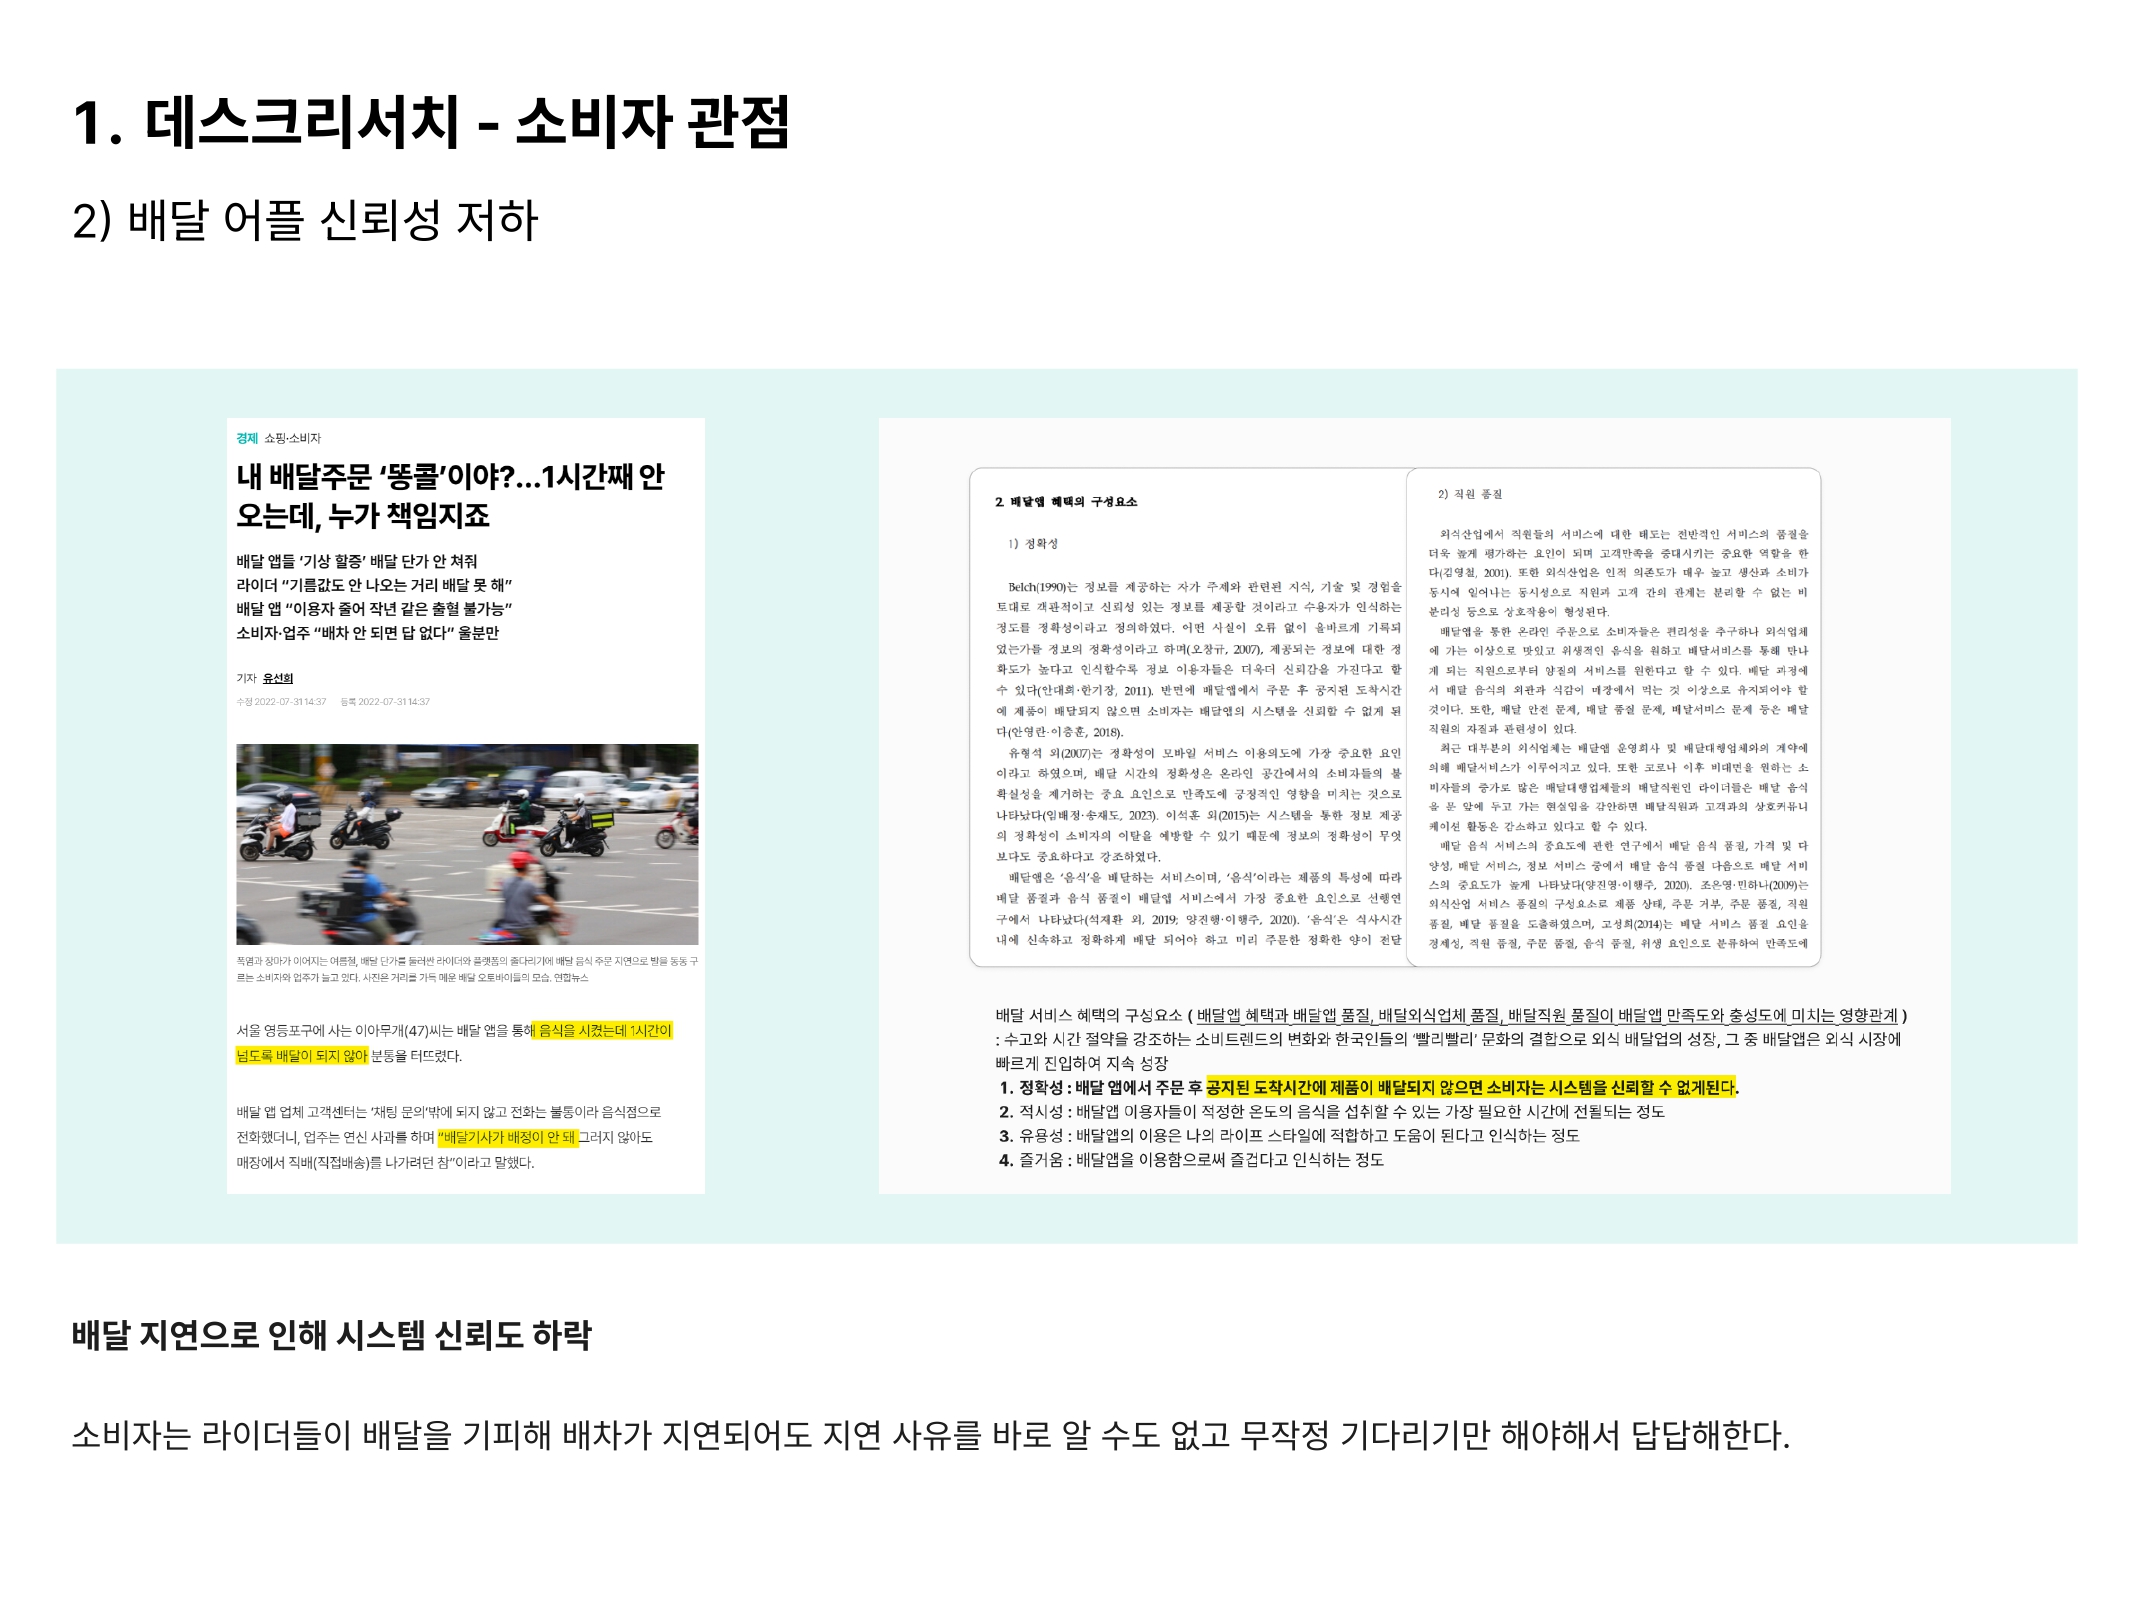 1. 데스크리서치 - 소비자 관점
2) 배달 어플 신뢰성 저하
경제 쇼핑·소비자
내 배달주문 ‘똥콜’이야?…1시간째 안
오는데, 누가 책임지죠
배달 앱들 ‘기상 할증’ 배달 단가 안 쳐줘
라이더 “기름값도 안 나오는 거리 배달 못 해”
배달 앱 “이용자 줄어 작년 같은 출혈 불가능”
소비자·업주 “배차 안 되면 답 없다” 울분만
기자 유선희
수정 2022-07-31 14:37 등록 2022-07-31 14:37
폭염과 장마가 이어지는 여름철, 배달 단가를 둘러싼 라이더와 플랫폼의 줄다리기에 배달 음식 주문 지연으로 발을 동동 구
르는 소비자와 업주가 늘고 있다. 사진은 거리를 가득 메운 배달 오토바이들의 모습. 연합뉴스
서울 영등포구에 사는 이아무개(47)씨는 배달 앱을 통해 음식을 시켰는데 1시간이
넘도록 배달이 되지 않아 분통을 터뜨렸다.
배달 앱 업체 고객센터는 ‘채팅 문의’밖에 되지 않고 전화는 불통이라 음식점으로
전화했더니, 업주는 연신 사과를 하며 “배달기사가 배정이 안 돼 그러지 않아도
매장에서 직배(직접배송)를 나가려던 참”이라고 말했다.
2. 배달앱 혜택의 구성요소
1) 정확성
Belch(1990)는 정보를 제공하는 자가 주제와 관련된 지식, 기술 및 경험을
토대로 객관적이고 신뢰성 있는 정보를 제공할 것이라고 수용자가 인식하는
정도를 정확성이라고 정의하였다. 어떤 사실이 오류 없이 올바르게 기록되
었는가를 정보의 정확성이라고 하며(오창규, 2007), 제공되는 정보에 대한 정
확도가 높다고 인식할수록 정보 이용자들은 더욱더 신뢰감을 가진다고 할
수 있다(안대희·한기장, 2011). 반면에 배달앱에서 주문 후 공지된 도착시간
에 제품이 배달되지 않으면 소비자는 배달앱의 시스템을 신뢰할 수 없게 된
다(안영란·이충훈, 2018).
유형석 외(2007)는 정확성이 모바일 서비스 이용의도에 가장 중요한 요인
이라고 하였으며, 배달 시간의 정확성은 온라인 공간에서의 소비자들의 불
확실성을 제거하는 중요 요인으로 만족도에 긍정적인 영향을 미치는 것으로
나타났다(임배정·송재도, 2023). 이석훈 외(2015)는 시스템을 통한 정보 제공
의 정확성이 소비자의 이탈을 예방할 수 있기 때문에 정보의 정확성이 무엇
보다도 중요하다고 강조하였다.
배달앱은 ‘음식’을 배달하는 서비스이며, ‘음식’이라는 제품의 특성에 따라
배달 품질과 음식 품질이 배달앱 서비스에서 가장 중요한 요인으로 선행연
구에서 나타났다(석재환 외, 2019; 양진행·이행주, 2020). ‘음식’은 식사시간
내에 신속하고 정확하게 배달 되어야 하고 미리 주문한 정확한 양이 전달
2) 직원 품질
외식산업에서 직원들의 서비스에 대한 태도는 전반적인 서비스의 품질을
더욱 높게 평가하는 요인이 되며 고객만족을 증대시키는 중요한 역할을 한
다(김영철, 2001). 또한 외식산업은 인적 의존도가 매우 높고 생산과 소비가
동시에 일어나는 동시성으로 직원과 고객 간의 관계는 분리할 수 없는 비
분리성 등으로 상호작용이 형성된다.
배달앱을 통한 온라인 주문으로 소비자들은 편리성을 추구하나 외식업체
에 가는 이상으로 맛있고 위생적인 음식을 원하고 배달서비스를 통해 만나
게 되는 직원으로부터 양질의 서비스를 원한다고 할 수 있다. 배달 과정에
서 배달 음식의 외관과 식감이 매장에서 먹는 것 이상으로 유지되어야 할
것이다. 또한, 배달 안전 문제, 배달 품질 문제, 배달서비스 문제 등은 배달
직원의 자질과 관련성이 있다.
최근 대부분의 외식업체는 배달앱 운영회사 및 배달대행업체와의 계약에
의해 배달서비스가 이루어지고 있다. 또한 코로나 이후 비대면을 원하는 소
비자들의 증가로 많은 배달대행업체들의 배달직원인 라이더들은 배달 음식
을 문 앞에 두고 가는 현실임을 감안하면 배달직원과 고객과의 상호커뮤니
케이션 활동은 감소하고 있다고 할 수 있다.
배달 음식 서비스의 중요도에 관한 연구에서 배달 음식 품질, 가격 및 다
양성, 배달 서비스, 정보 서비스 중에서 배달 음식 품질 다음으로 배달 서비
스의 중요도가 높게 나타났다(양진영·이행주, 2020). 조은영·민하나(2009)는
외식산업 서비스 품질의 구성요소로 제품 상태, 주문 거부, 주문 품질, 직원
품질, 배달 품질을 도출하였으며, 고성희(2014)는 배달 서비스 품질 요인을
경제성, 직원 품질, 주문 품질, 음식 품질, 위생 요인으로 분류하여 만족도에
배달 서비스 혜택의 구성요소 ( 배달앱 혜택과 배달앱 품질, 배달외식업체 품질, 배달직원 품질이 배달앱 만족도와 충성도에 미치는 영향관계 )
: 수고와 시간 절약을 강조하는 소비트렌드의 변화와 한국인들의 ‘빨리빨리’ 문화의 결합으로 외식 배달업의 성장, 그 중 배달앱은 외식 시장에
빠르게 진입하여 지속 성장
1. 정확성 : 배달 앱에서 주문 후 공지된 도착시간에 제품이 배달되지 않으면 소비자는 시스템을 신뢰할 수 없게된다.
2. 적시성 : 배달앱 이용자들이 적정한 온도의 음식을 섭취할 수 있는 가장 필요한 시간에 전될되는 정도
3. 유용성 : 배달앱의 이용은 나의 라이프 스타일에 적합하고 도움이 된다고 인식하는 정도
4. 즐거움 : 배달앱을 이용함으로써 즐겁다고 인식하는 정도
배달 지연으로 인해 시스템 신뢰도 하락
소비자는 라이더들이 배달을 기피해 배차가 지연되어도 지연 사유를 바로 알 수도 없고 무작정 기다리기만 해야해서 답답해한다.